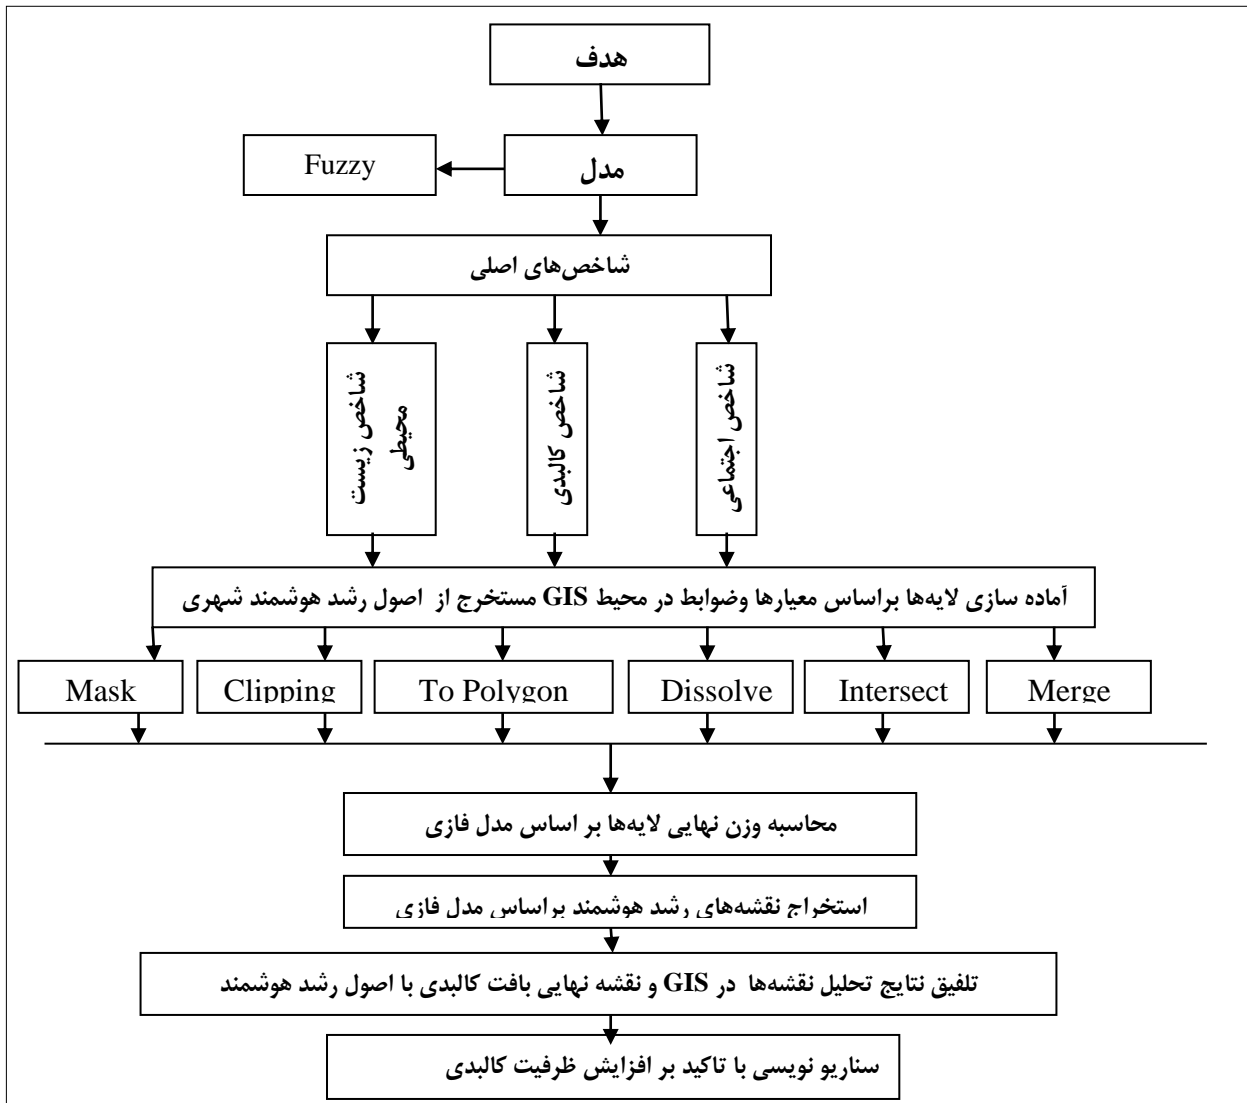 هدف
مدل
Fuzzy
شاخص‌های اصلی
شاخص زیست
محیطی
شاخص کالبدی
شاخص اجتماعی
آماده سازی لایه‌ها براساس معیارها وضوابط در محیط GIS مستخرج از اصول رشد هوشمند شهری
Mask
Clipping
To Polygon
Dissolve
Intersect
Merge
محاسبه وزن نهایی لایه‌ها بر اساس مدل فازی
استخراج نقشه‌های رشد هوشمند براساس مدل فازی
تلفیق نتایج تحلیل نقشه‌ها در GIS و نقشه نهایی بافت کالبدی با اصول رشد هوشمند
سناریو نویسی با تاکید بر افزایش ظرفیت کالبدی